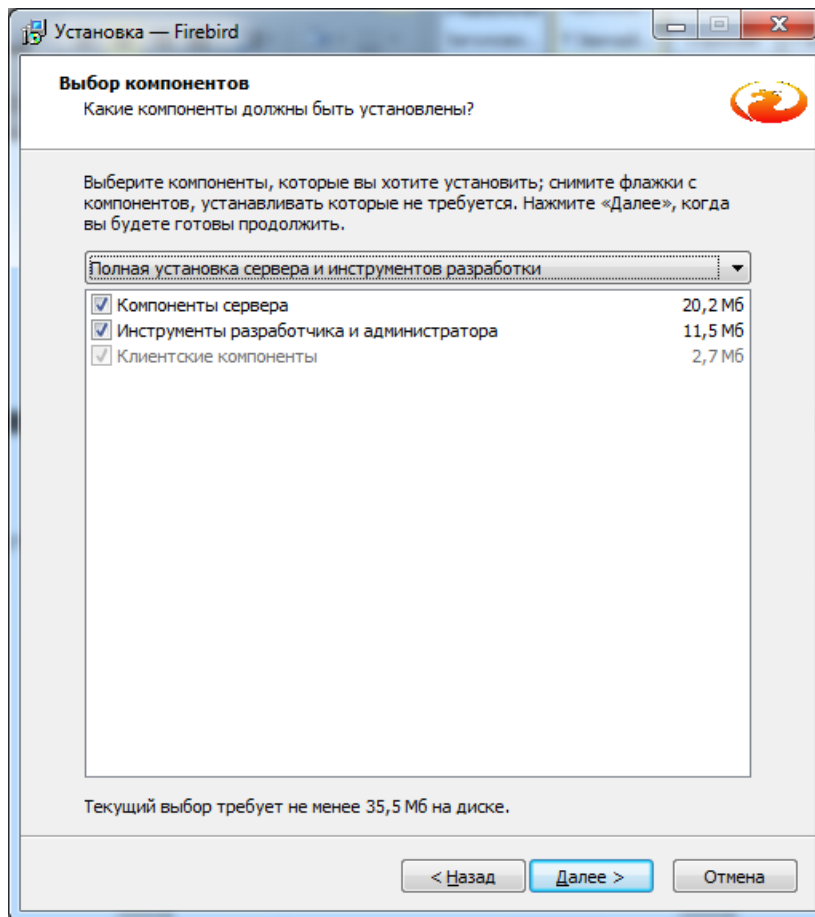 Установка — Firebird
Выбор компонентов
Какие компоненты должны быть установлены?
Выберите компоненты, которые вы хотите установить; снимите флажки с
компонентов, устанавливать которые не требуется. Нажмите «Далее», когда
вы будете готовы продолжить.
Полная установка сервера и инструментов разработки
Компоненты сервера 20,2 Мб
Инструменты разработчика и администратора 11,5 Мб
Клиентские компоненты 2,7 Мб
Текущий выбор требует не менее 35,5 Мб на диске.
< Назад Далее > Отмена